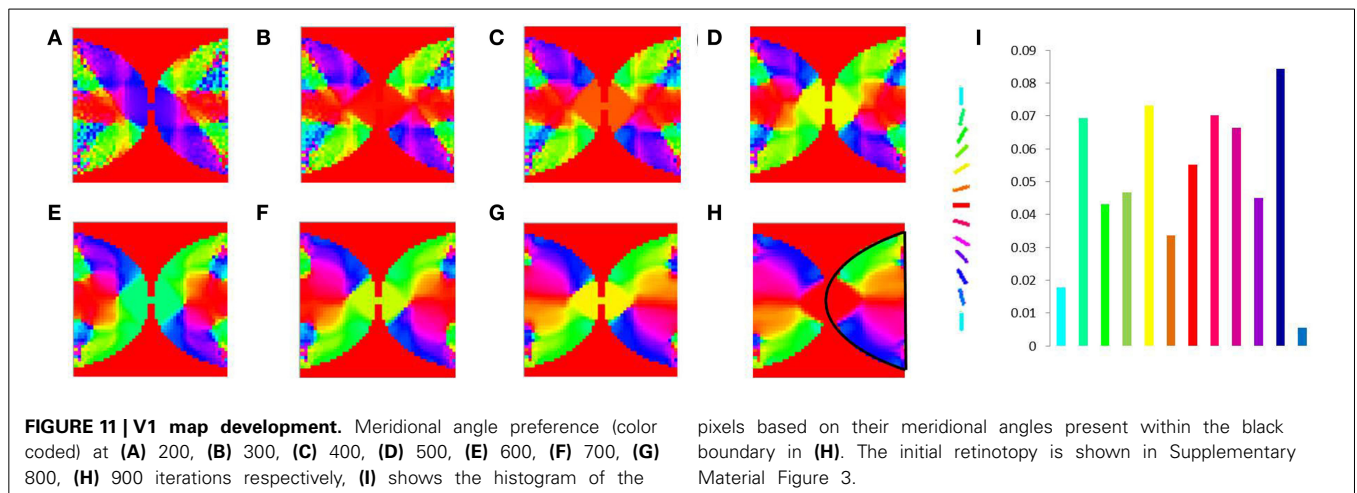 A
B
C
D
I
0.09
0.08
0.07
0.06
0.05
0.04
0.03
0.02
0.01
0
E
F
G
H
FIGURE 11 | V1 map development. Meridional angle preference (color
coded) at (A) 200, (B) 300, (C) 400, (D) 500, (E) 600, (F) 700, (G)
800, (H) 900 iterations respectively, (I) shows the histogram of the
pixels based on their meridional angles present within the black
boundary in (H). The initial retinotopy is shown in Supplementary
Material Figure 3.